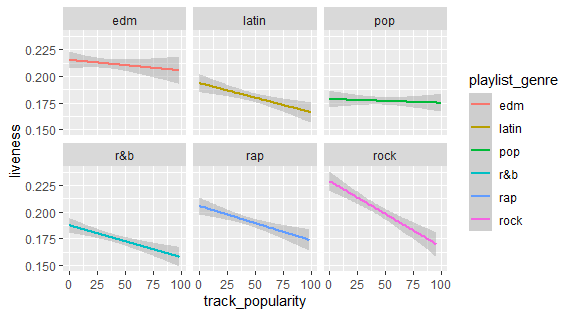 edm latin pop
0.225
0.200
0.175
0.150
r&b rap rock
0.225
0.200
0.175
0.150
0 25 50 75 100 0 25 50 75 100 0 25 50 75 100
track_popularity
liveness
playlist_genre
edm
latin
pop
r&b
rap
rock